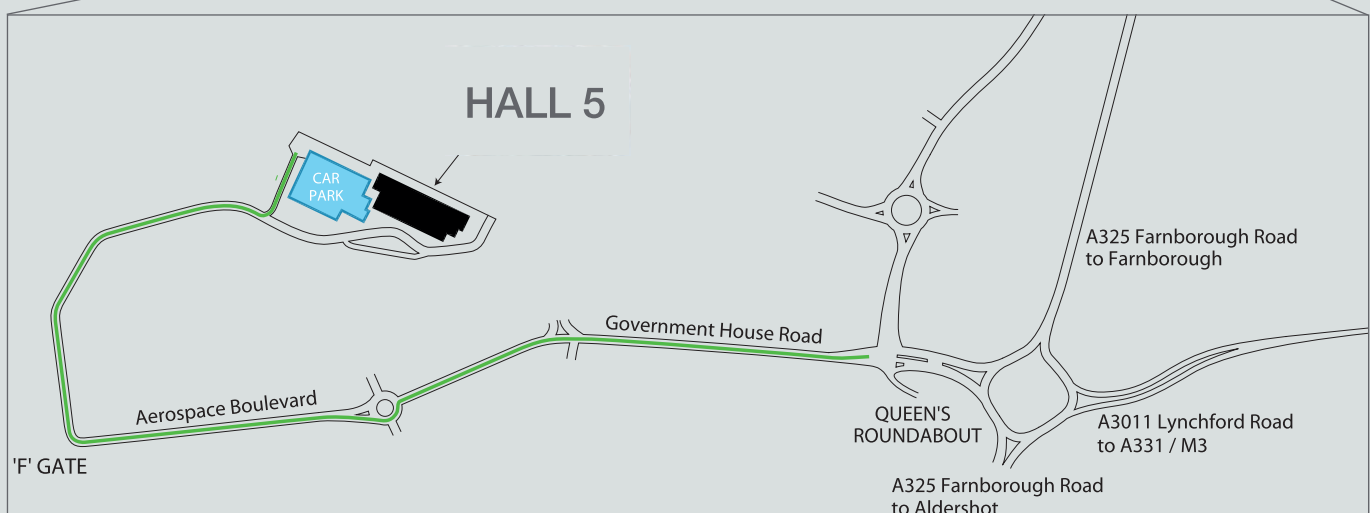 HALL 5
CAR
PARK
A325 Farnborough Road
to Farnborough
Government House Road
Aerospace Boulevard
QUEEN'S
ROUNDABOUT
A3011 Lynchford Road
to A331 / M3
'F' GATE
A325 Farnborough Road
to Aldershot